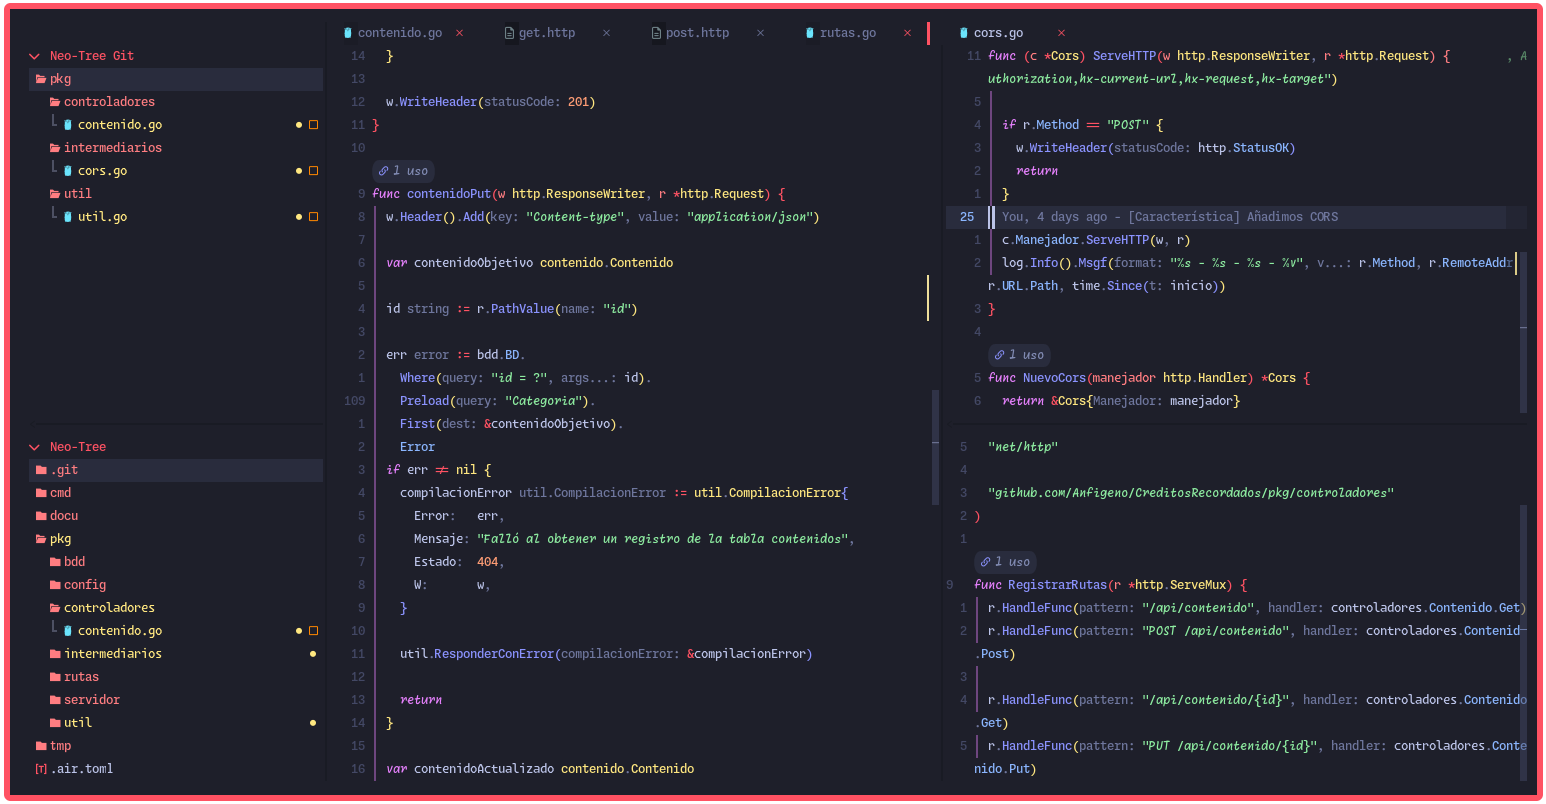 Neo-Tree Git
pkg
controladores
contenido.go
intermediarios
cors.go
util
util.go
Neo-Tree
.git
cmd
docu
pkg
bdd
config
controladores
contenido.go
intermediarios
rutas
servidor
util
tmp
[T] .air.toml
contenido.go × get.http × post.http × rutas.go ×
14 }
13
12 w.WriteHeader(statusCode: 201)
11 }
10
1 uso
9 func contenidoPut(w http.ResponseWriter, r *http.Request) {
8 w.Header().Add(key: "Content-type", value: "application/json")
7
6 var contenidoObjetivo contenido.Contenido
5
4 id string := r.PathValue(name: "id")
3
2 err error := bdd.BD.
1 Where(query: "id = ?", args...: id).
109 Preload(query: "Categoria").
1 First(dest: &contenidoObjetivo).
2 Error
3 if err != nil {
4 compilacionError util.CompilacionError := util.CompilacionError{
5 Error: err,
6 Mensaje: "Falló al obtener un registro de la tabla contenidos",
7 Estado: 404,
8 W: w,
9 }
10
11 util.ResponderConError(compilacionError: &compilacionError)
12
13 return
14 }
15
16 var contenidoActualizado contenido.Contenido
cors.go ×
11 func (c *Cors) ServeHTTP(w http.ResponseWriter, r *http.Request) { , A
uthorization,hx-current-url,hx-request,hx-target")
5
4 if r.Method == "POST" {
3 w.WriteHeader(statusCode: http.StatusOK)
2 return
1 }
25 You, 4 days ago - [Característica] Añadimos CORS
1 c.Manejador.ServeHTTP(w, r)
2 log.Info().Msgf(format: "%s - %s - %s - %v", v...: r.Method, r.RemoteAddr
r.URL.Path, time.Since(t: inicio))
3 }
4
1 uso
5 func NuevoCors(manejador http.Handler) *Cors {
6 return &Cors{Manejador: manejador}
5 "net/http"
4
3 "github.com/Anfigeno/CreditosRecordados/pkg/controladores"
2 )
1
1 uso
9 func RegistrarRutas(r *http.ServeMux) {
1 r.HandleFunc(pattern: "/api/contenido", handler: controladores.Contenido.Get)
2 r.HandleFunc(pattern: "POST /api/contenido", handler: controladores.Contenid
.Post)
3
4 r.HandleFunc(pattern: "/api/contenido/{id}", handler: controladores.Contenido
.Get)
5 r.HandleFunc(pattern: "PUT /api/contenido/{id}", handler: controladores.Conte
nido.Put)